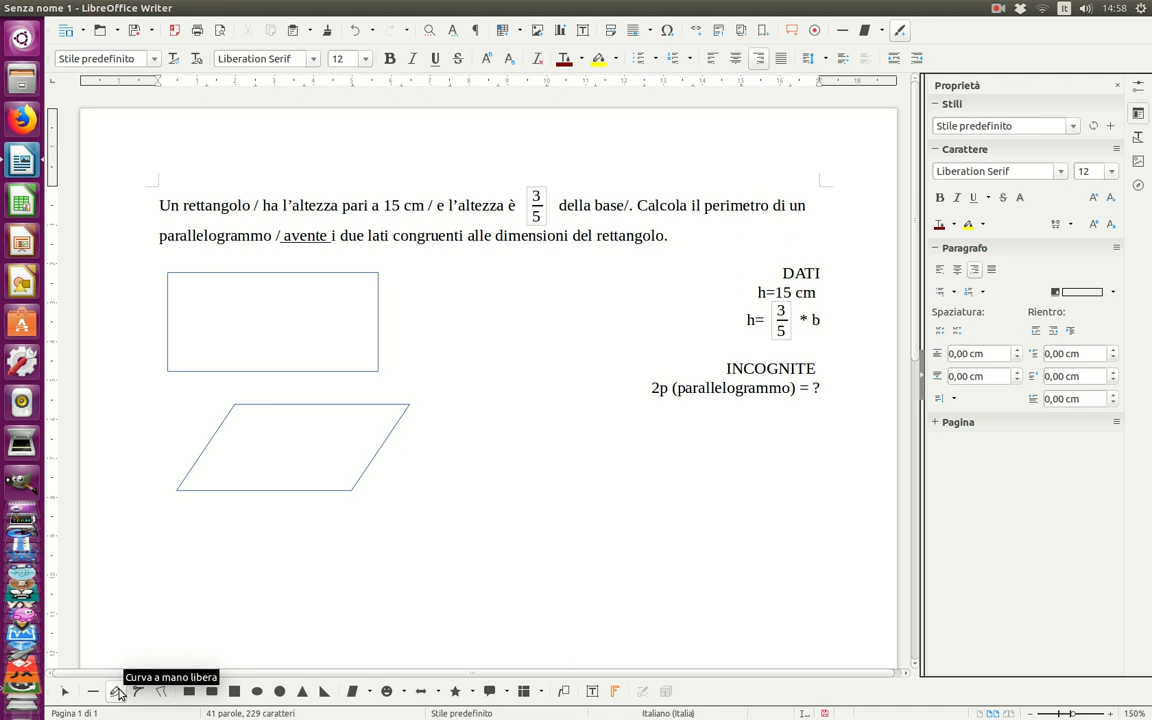 Senza nome 1 - LibreOffice Writer
It
14:58
Stile predefinito
Liberation Serif
12
Proprietà
Stili
Stile predefinito
Carattere
Liberation Serif
12
Paragrafo
Spaziatura:
Rientro:
0,00 cm
0,00 cm
0,00 cm
0,00 cm
0,00 cm
Pagina
Un rettangolo / ha l’altezza pari a 15 cm / e l’altezza è 3/5 della base/. Calcola il perimetro di un
parallelogrammo / avente i due lati congruenti alle dimensioni del rettangolo.
DATI
h=15 cm
h= 3/5 * b
INCOGNITE
2p (parallelogrammo) = ?
Curva a mano libera
Pagina 1 di 1
41 parole, 229 caratteri
Stile predefinito
Italiano (Italia)
150%